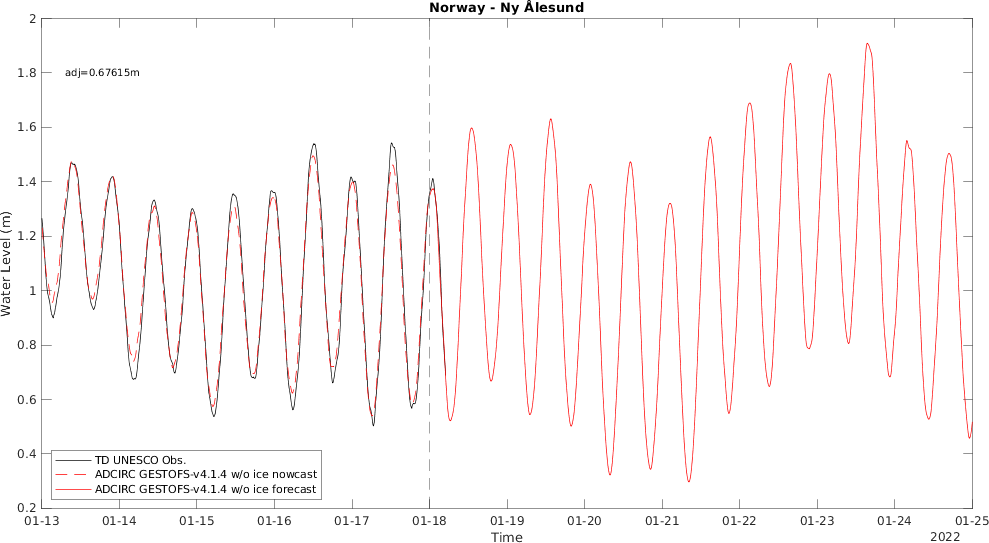 Norway - Ny Ålesund
2
1.8
1.6
1.4
1.2
1
0.8
0.6
0.4
0.2
Water Level (m)
adj=0.67615m
TD UNESCO Obs.
ADCIRC GESTOFS-v4.1.4 w/o ice nowcast
ADCIRC GESTOFS-v4.1.4 w/o ice forecast
01-13 01-14 01-15 01-16 01-17 01-18 01-19 01-20 01-21 01-22 01-23 01-24 01-25
Time
2022